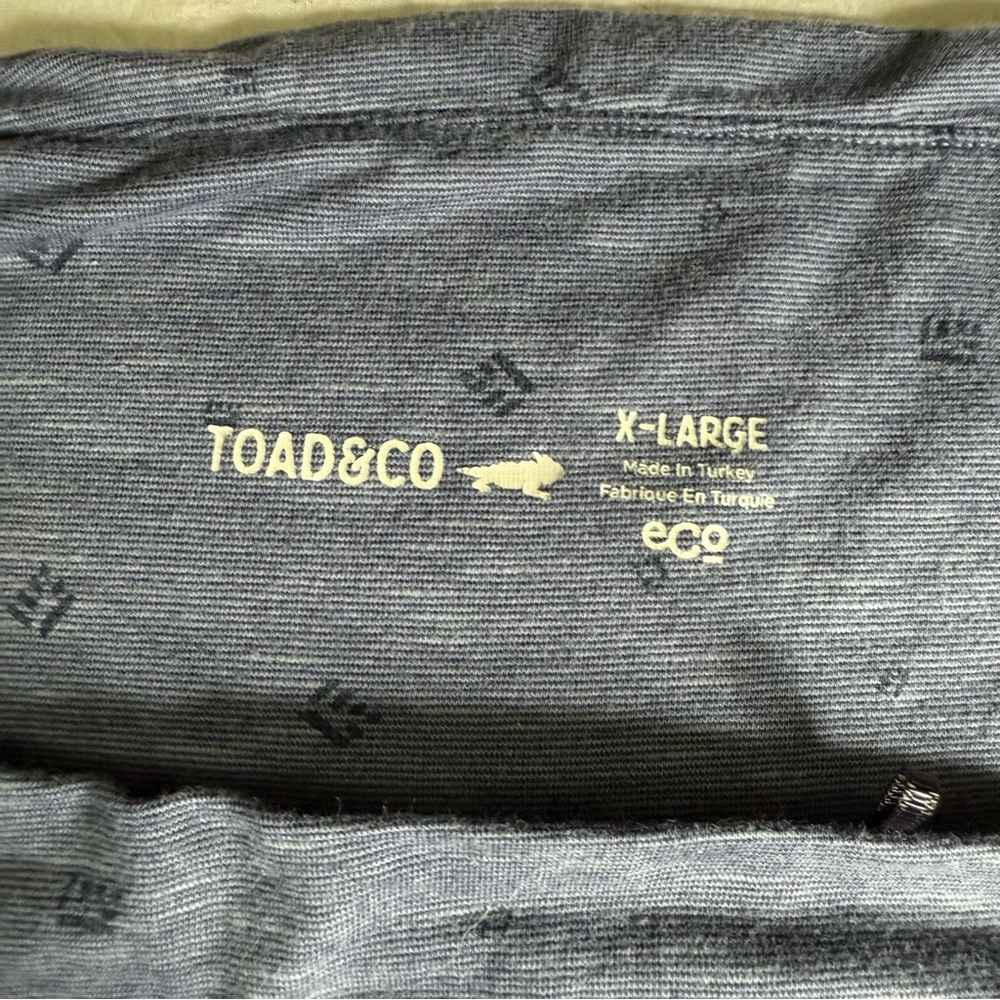 TOAD&CO
X-LARGE
Made In Turkey
Fabrique En Turquie
eco